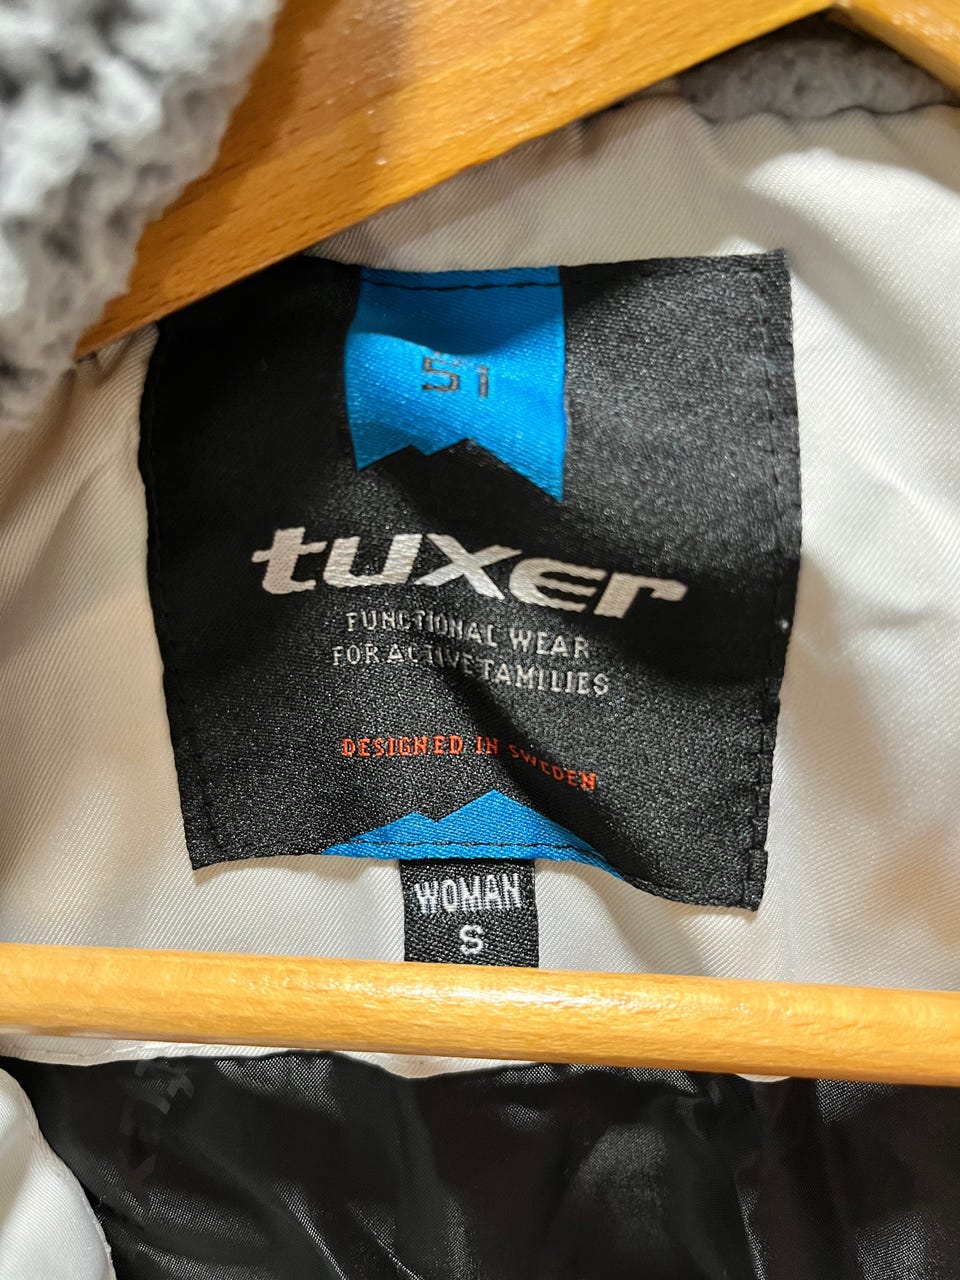 51
tuxer
FUNCTIONAL WEAR
FOR ACTIVE FAMILIES
DESIGNED IN SWEDEN
WOMAN
S